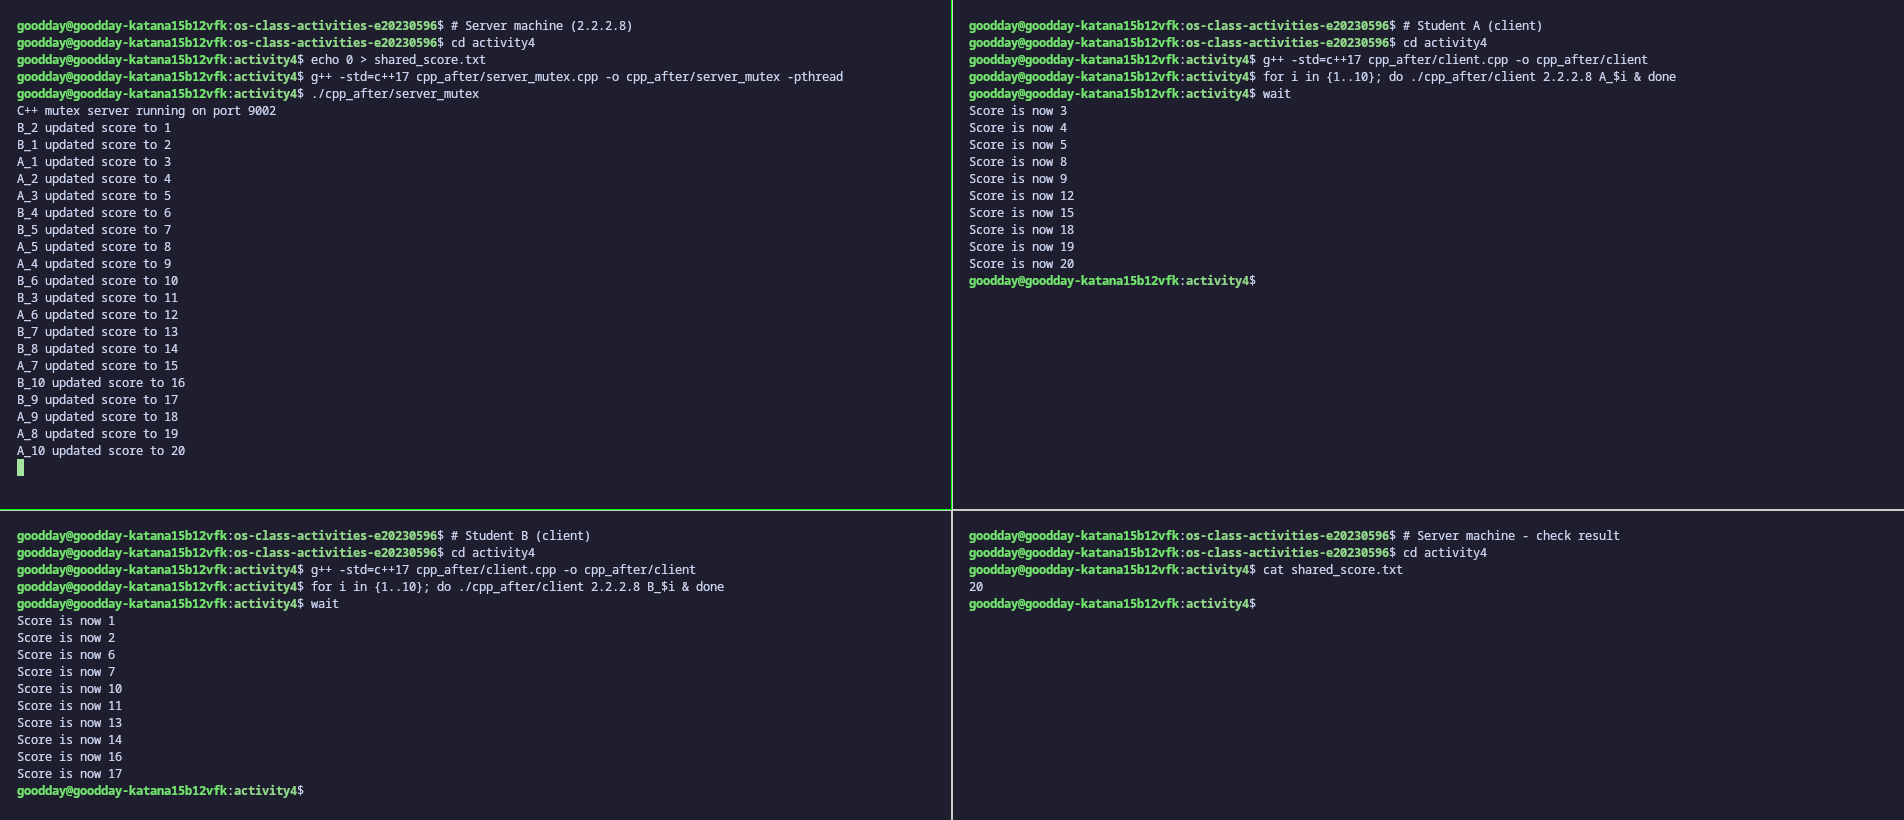 goodday@goodday-katana15b12vfk:os-class-activities-e20230596$ # Server machine (2.2.2.8)
goodday@goodday-katana15b12vfk:os-class-activities-e20230596$ cd activity4
goodday@goodday-katana15b12vfk:activity4$ echo 0 > shared_score.txt
goodday@goodday-katana15b12vfk:activity4$ g++ -std=c++17 cpp_after/server_mutex.cpp -o cpp_after/server_mutex -pthread
goodday@goodday-katana15b12vfk:activity4$ ./cpp_after/server_mutex
C++ mutex server running on port 9002
B_2 updated score to 1
B_1 updated score to 2
A_1 updated score to 3
A_2 updated score to 4
A_3 updated score to 5
B_4 updated score to 6
B_5 updated score to 7
A_5 updated score to 8
A_4 updated score to 9
B_6 updated score to 10
B_3 updated score to 11
A_6 updated score to 12
B_7 updated score to 13
B_8 updated score to 14
A_7 updated score to 15
B_10 updated score to 16
B_9 updated score to 17
A_9 updated score to 18
A_8 updated score to 19
A_10 updated score to 20
goodday@goodday-katana15b12vfk:os-class-activities-e20230596$ # Student A (client)
goodday@goodday-katana15b12vfk:os-class-activities-e20230596$ cd activity4
goodday@goodday-katana15b12vfk:activity4$ g++ -std=c++17 cpp_after/client.cpp -o cpp_after/client
goodday@goodday-katana15b12vfk:activity4$ for i in {1..10}; do ./cpp_after/client 2.2.2.8 A_$i & done
goodday@goodday-katana15b12vfk:activity4$ wait
Score is now 3
Score is now 4
Score is now 5
Score is now 8
Score is now 9
Score is now 12
Score is now 15
Score is now 18
Score is now 19
Score is now 20
goodday@goodday-katana15b12vfk:activity4$
goodday@goodday-katana15b12vfk:os-class-activities-e20230596$ # Student B (client)
goodday@goodday-katana15b12vfk:os-class-activities-e20230596$ cd activity4
goodday@goodday-katana15b12vfk:activity4$ g++ -std=c++17 cpp_after/client.cpp -o cpp_after/client
goodday@goodday-katana15b12vfk:activity4$ for i in {1..10}; do ./cpp_after/client 2.2.2.8 B_$i & done
goodday@goodday-katana15b12vfk:activity4$ wait
Score is now 1
Score is now 2
Score is now 6
Score is now 7
Score is now 10
Score is now 11
Score is now 13
Score is now 14
Score is now 16
Score is now 17
goodday@goodday-katana15b12vfk:activity4$
goodday@goodday-katana15b12vfk:os-class-activities-e20230596$ # Server machine - check result
goodday@goodday-katana15b12vfk:os-class-activities-e20230596$ cd activity4
goodday@goodday-katana15b12vfk:activity4$ cat shared_score.txt
20
goodday@goodday-katana15b12vfk:activity4$